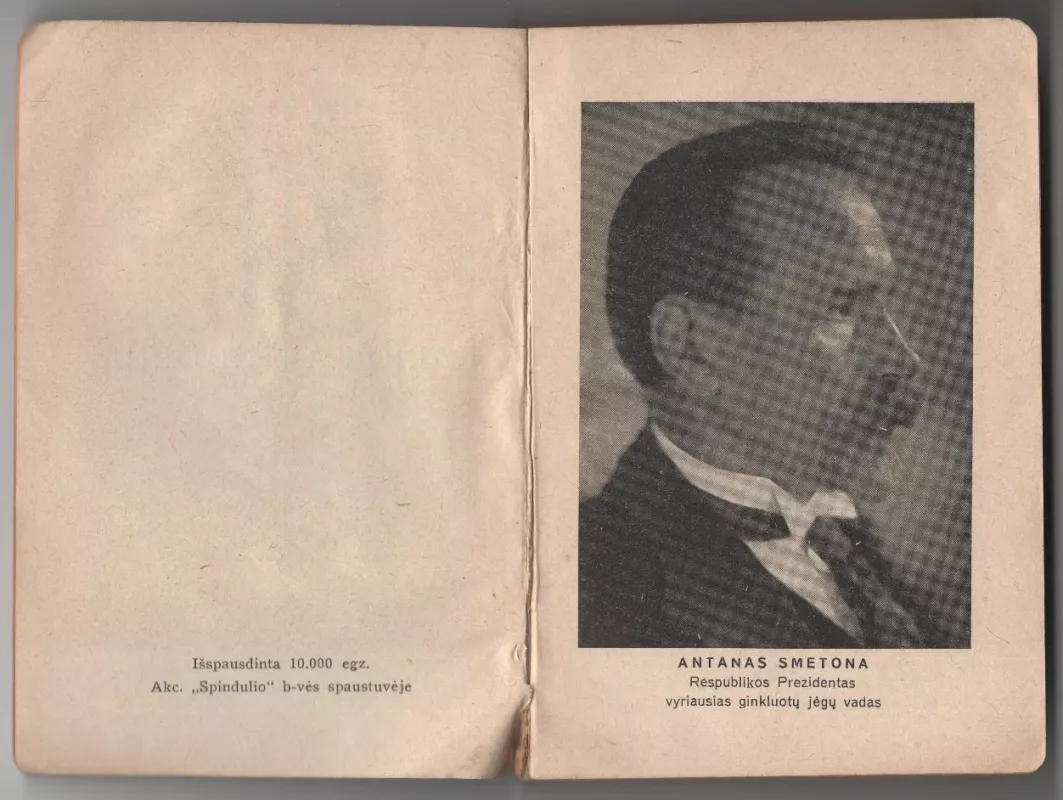 Išspausdinta 10.000 egz.
Akc. „Spindulio“ b-vės spaustuvėje
ANTANAS SMETONA
Respublikos Prezidentas
vyriausias ginkluotų jėgų vadas